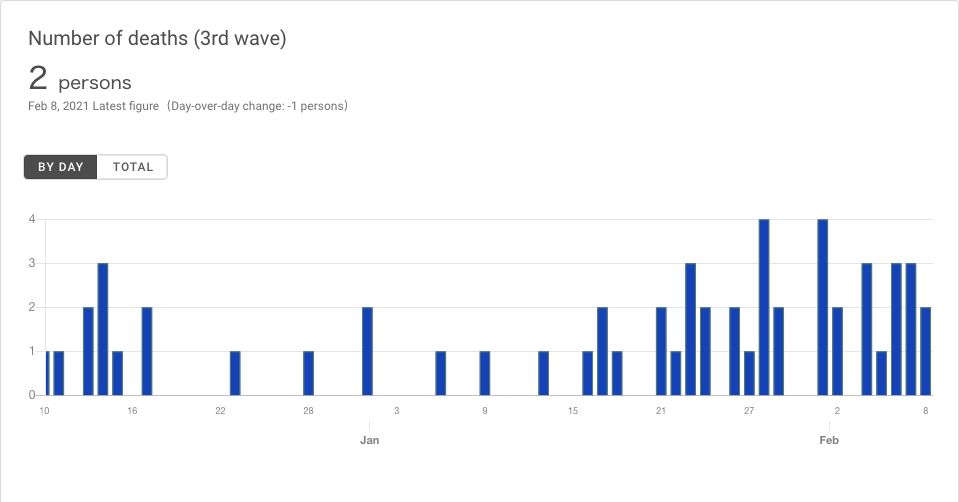 Number of deaths (3rd wave)
2 persons
Feb 8, 2021 Latest figure (Day-over-day change: -1 persons)
BY DAY TOTAL
4
3
2
1
0
10 16 22 28 3 9 15 21 27 2 8
Jan Feb